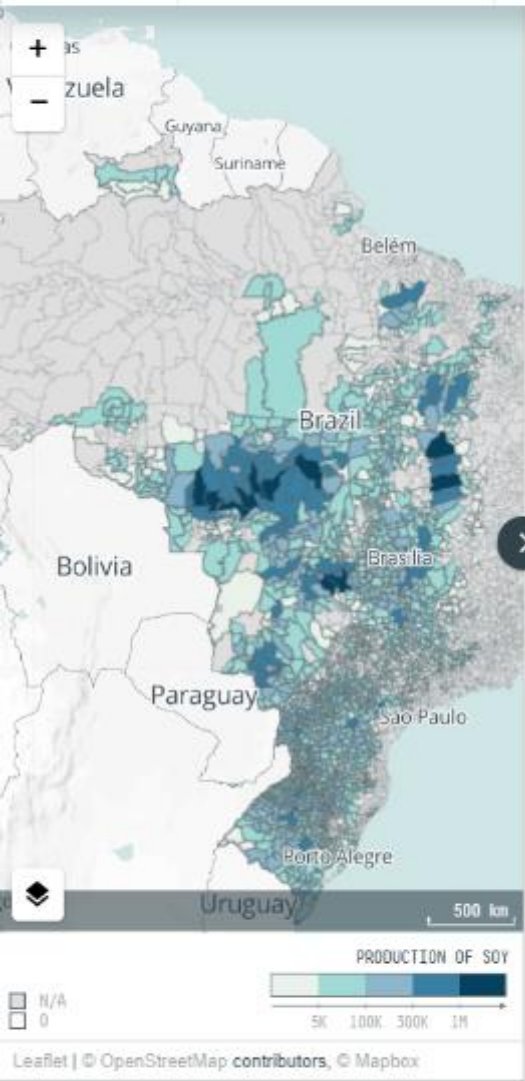 +
as
zuela
−
Guyana
Suriname
Belém
Brazil
Bolivia
Brasília
Paraguay
São Paulo
Porto Alegre
Uruguay
500 km
PRODUCTION OF SOY
N/A
0
5K 100K 300K 1M
Leaflet | © OpenStreetMap contributors, © Mapbox